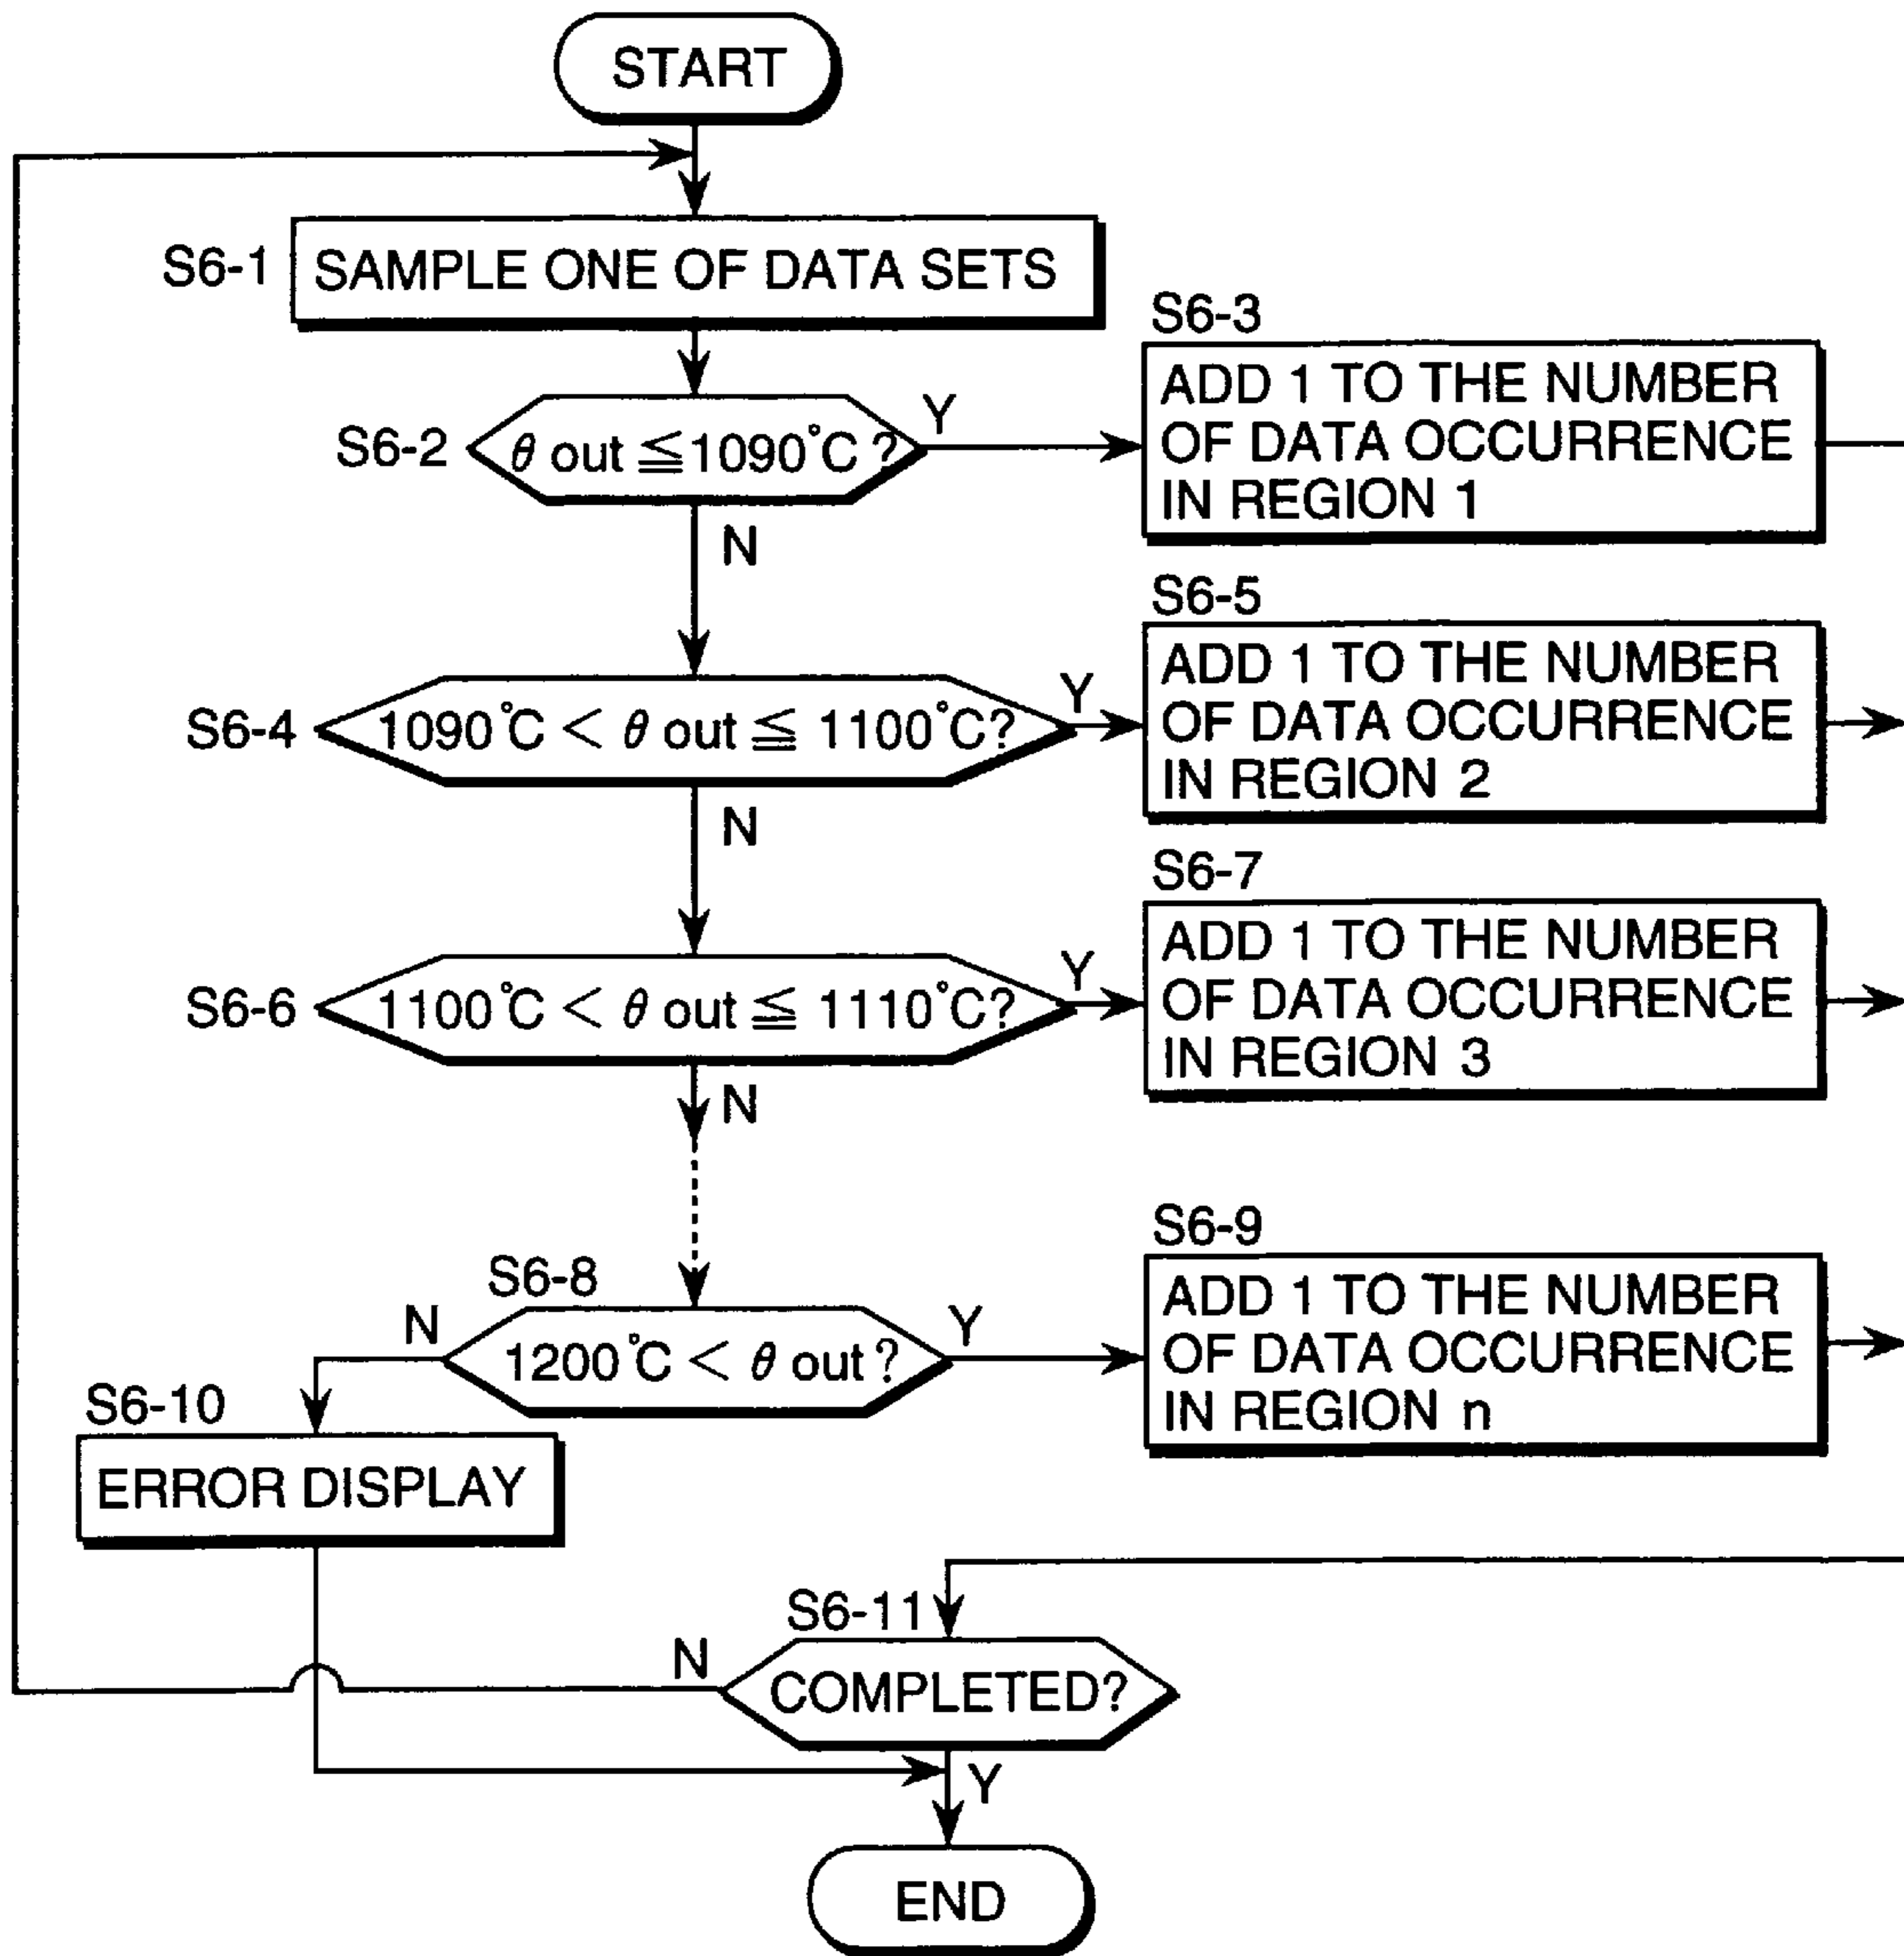 START
S6-1
SAMPLE ONE OF DATA SETS
S6-2
θ out ≦1090°C ?
Y
N
S6-3
ADD 1 TO THE NUMBER
OF DATA OCCURRENCE
IN REGION 1
S6-4
1090°C < θ out ≦ 1100°C?
Y
N
S6-5
ADD 1 TO THE NUMBER
OF DATA OCCURRENCE
IN REGION 2
S6-6
1100°C < θ out ≦ 1110°C?
Y
N
S6-7
ADD 1 TO THE NUMBER
OF DATA OCCURRENCE
IN REGION 3
S6-8
1200°C < θ out ?
N
Y
S6-9
ADD 1 TO THE NUMBER
OF DATA OCCURRENCE
IN REGION n
S6-10
ERROR DISPLAY
S6-11
COMPLETED?
N
Y
END